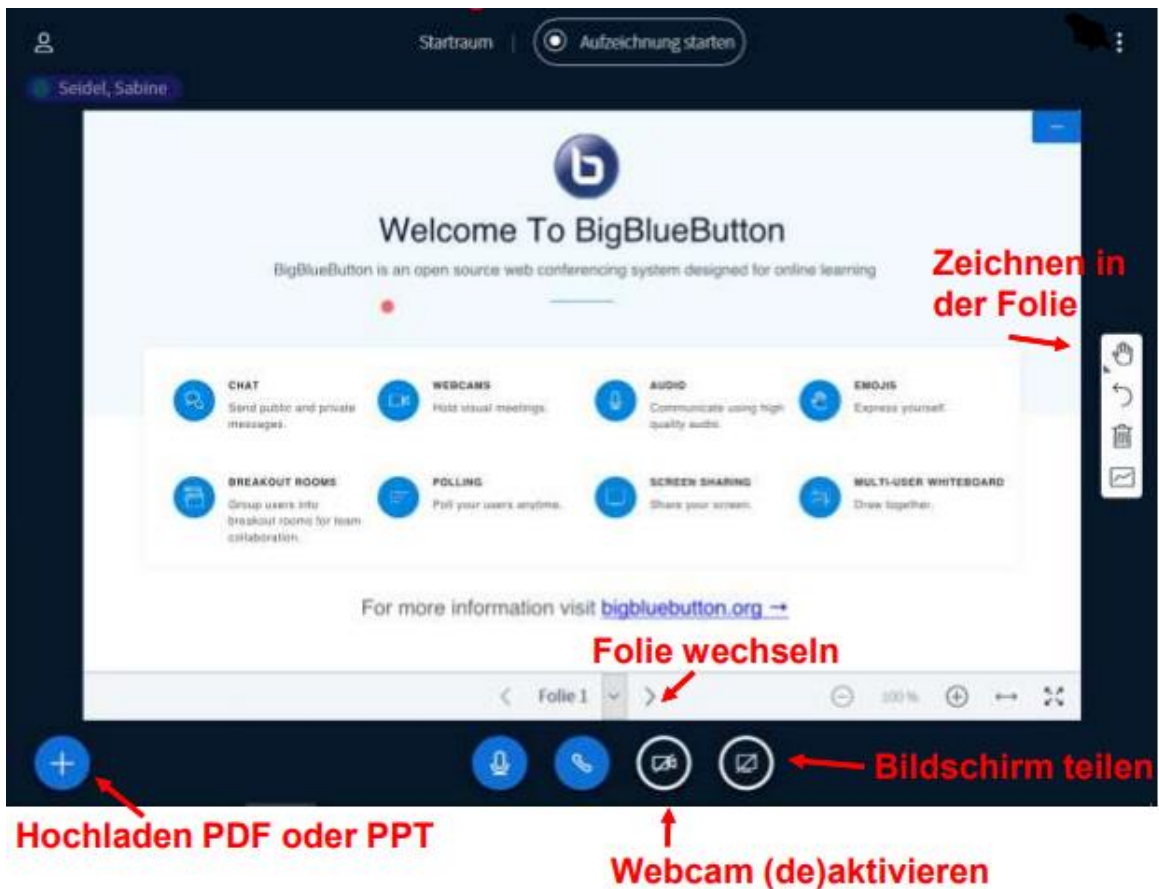 Startraum | Aufzeichnung starten
Seidel, Sabine
Welcome To BigBlueButton
BigBlueButton is an open source web conferencing system designed for online learning
Zeichnen in
der Folie
CHAT
Send public and private
messages.
WEBCAMS
Hold visual meetings.
AUDIO
Communicate using high
quality audio.
EMOJIS
Express yourself.
BREAKOUT ROOMS
Group users into
breakout rooms for team
collaboration.
POLLING
Poll your users anytime.
SCREEN SHARING
Share your screen.
MULTI-USER WHITEBOARD
Draw together.
For more information visit bigbluebutton.org →
Folie wechseln
Folie 1
100%
Bildschirm teilen
Hochladen PDF oder PPT
Webcam (de)aktivieren